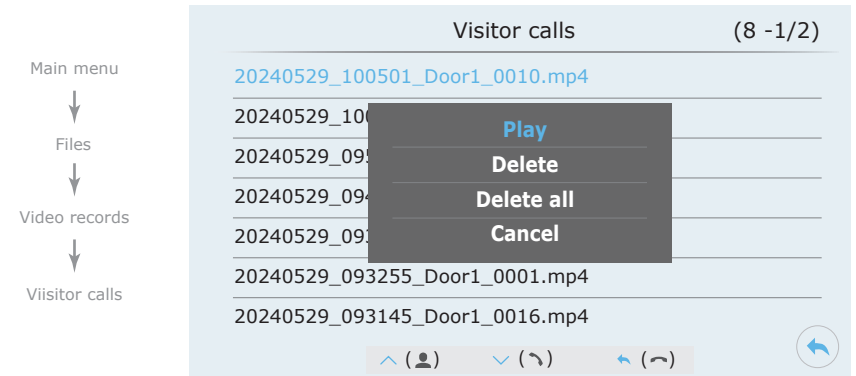 Main menu
Files
Video records
Viisitor calls
Visitor calls (8 -1/2)
20240529_100501_Door1_0010.mp4
20240529_10
Play
20240529_09
Delete
20240529_09
Delete all
20240529_09
Cancel
20240529_093255_Door1_0001.mp4
20240529_093145_Door1_0016.mp4
( ) ( ) ( )